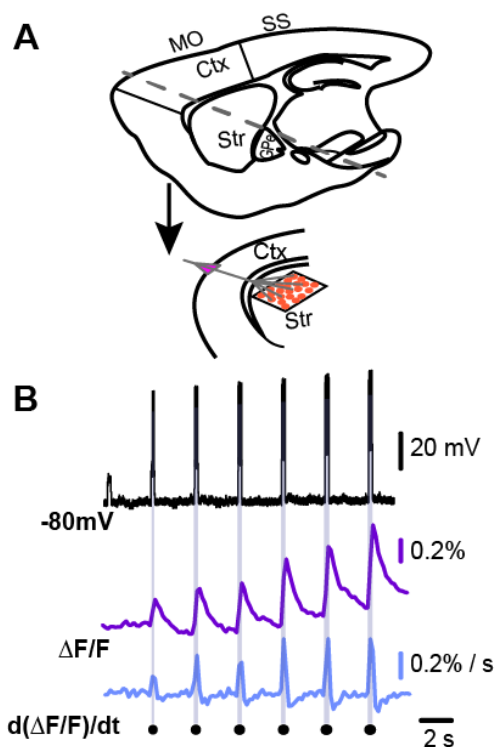 A
MO
SS
Ctx
Str
GPe
Ctx
Str
B
20 mV
-80mV
0.2%
ΔF/F
0.2% / s
d(ΔF/F)/dt
2 s